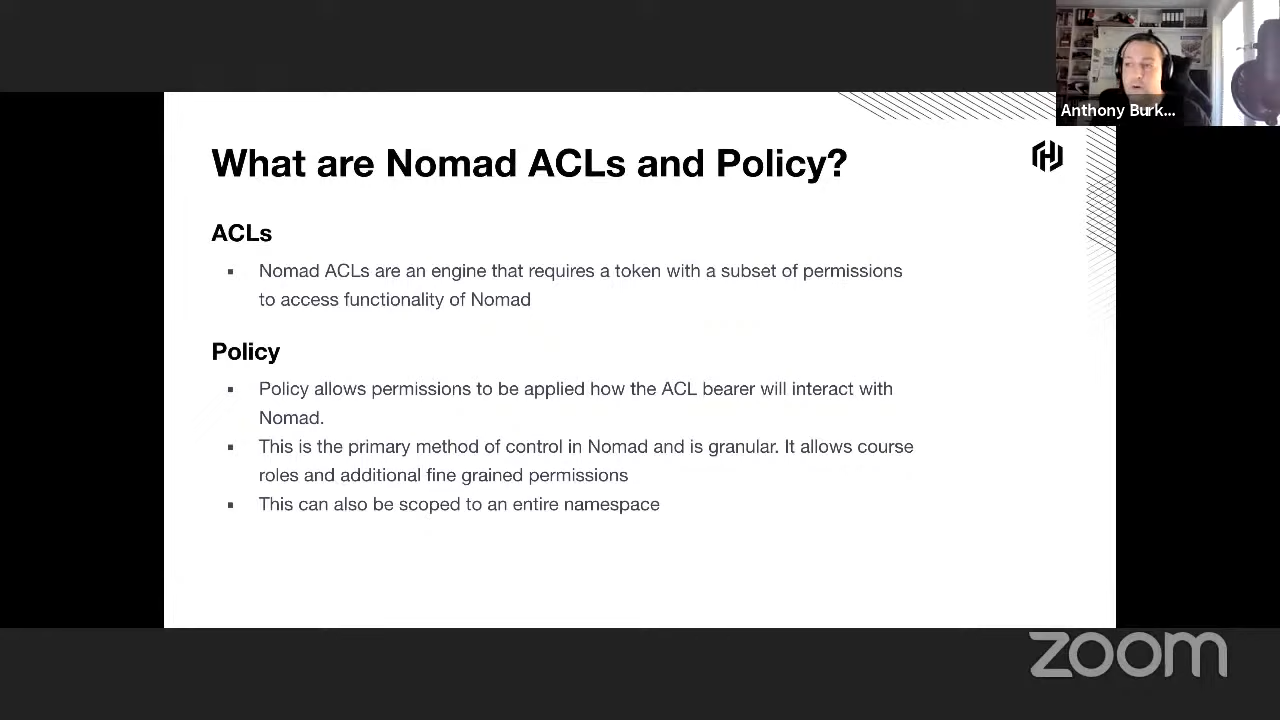 Anthony Burk...
What are Nomad ACLs and Policy?
ACLs
▪ Nomad ACLs are an engine that requires a token with a subset of permissions
to access functionality of Nomad
Policy
▪ Policy allows permissions to be applied how the ACL bearer will interact with
Nomad.
▪ This is the primary method of control in Nomad and is granular. It allows course
roles and additional fine grained permissions
▪ This can also be scoped to an entire namespace
zoom